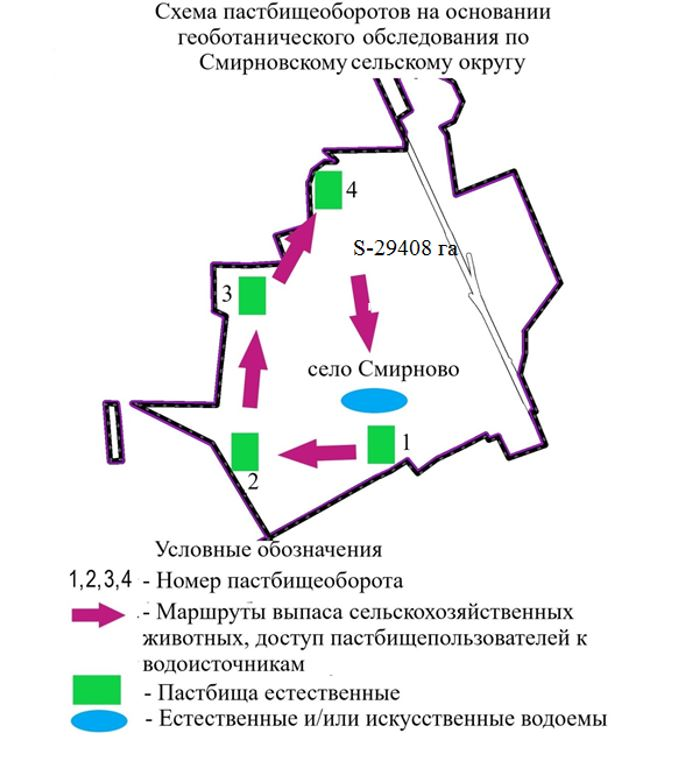 Схема пастбищеоборотов на основании
геоботанического обследования по
Смирновскому сельскому округу
4
S-29408 га
3
село Смирново
1
2
Условные обозначения
1,2,3,4 - Номер пастбищеоборота
- Маршруты выпаса сельскохозяйственных
животных, доступ пастбищепользователей к
водоисточникам
- Пастбища естественные
- Естественные и/или искусственные водоемы